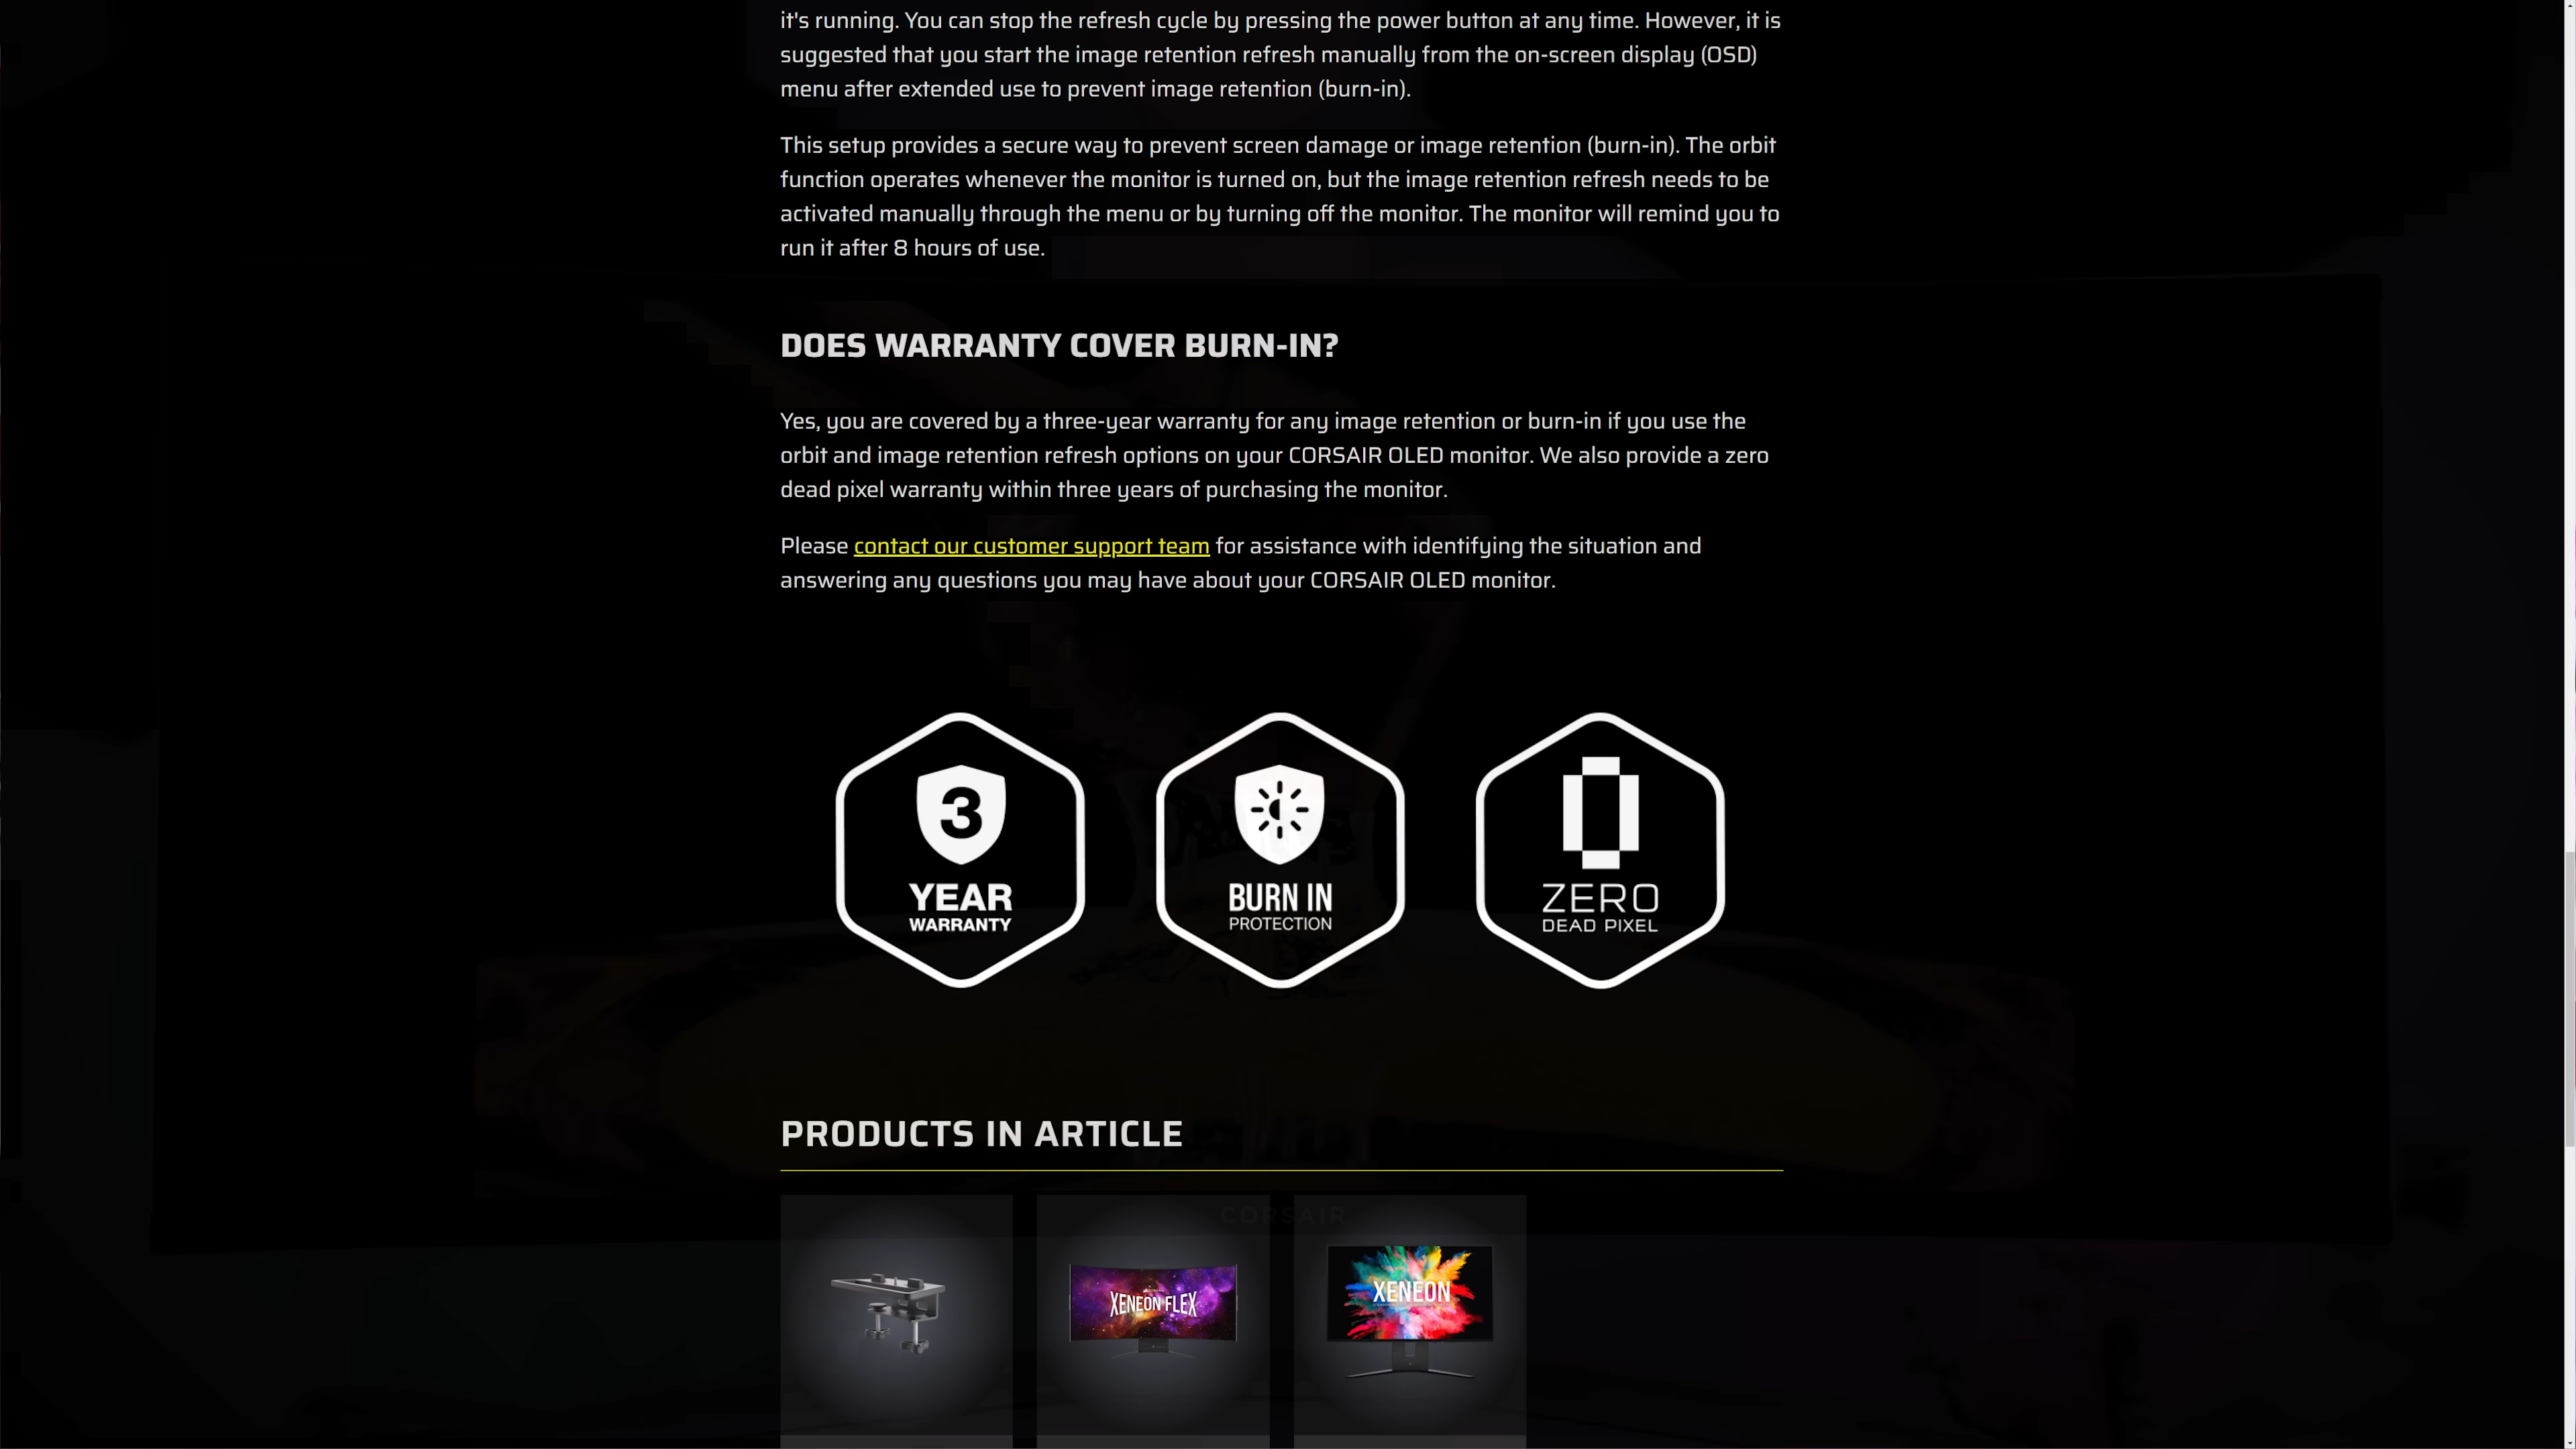 it's running. You can stop the refresh cycle by pressing the power button at any time. However, it is
suggested that you start the image retention refresh manually from the on-screen display (OSD)
menu after extended use to prevent image retention (burn-in).
This setup provides a secure way to prevent screen damage or image retention (burn-in). The orbit
function operates whenever the monitor is turned on, but the image retention refresh needs to be
activated manually through the menu or by turning off the monitor. The monitor will remind you to
run it after 8 hours of use.
DOES WARRANTY COVER BURN-IN?
Yes, you are covered by a three-year warranty for any image retention or burn-in if you use the
orbit and image retention refresh options on your CORSAIR OLED monitor. We also provide a zero
dead pixel warranty within three years of purchasing the monitor.
Please contact our customer support team for assistance with identifying the situation and
answering any questions you may have about your CORSAIR OLED monitor.
3
YEAR
WARRANTY
BURN IN
PROTECTION
0
ZERO
DEAD PIXEL
PRODUCTS IN ARTICLE
CORSAIR
XENEON FLEX
XENEON